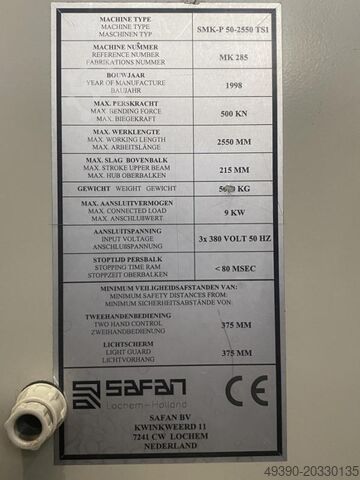 MACHINE TYPE
MACHINE TYPE
MASCHINEN TYP
SMK-P 50-2550 TS1
MACHINE NUMMER
REFERENCE NUMBER
FABRIKATIONS NUMMER
MK 285
BOUWJAAR
YEAR OF MANUFACTURE
BAUJAHR
1998
MAX. PERSKRACHT
MAX. BENDING FORCE
MAX. BIEGEKRAFT
500 KN
MAX. WERKLENGTE
MAX. WORKING LENGTH
MAX. ARBEITSLÄNGE
2550 MM
MAX. SLAG BOVENBALK
MAX. STROKE UPPER BEAM
MAX. HUB OBERBALKEN
215 MM
GEWICHT WEIGHT GEWICHT
KG
MAX. AANSLUITVERMOGEN
MAX. CONNECTED LOAD
MAX. ANSCHLUßWERT
9 KW
AANSLUITSPANNING
INPUT VOLTAGE
ANSCHLUßSPANNUNG
3x 380 VOLT 50 HZ
STOPTIJD PERSBALK
STOPPING TIME RAM
STOPPZEIT OBERBALKEN
< 80 MSEC
MINIMUM VEILIGHEIDSAFSTANDEN VAN:
MINIMUM SAFETY DISTANCES FROM:
MINIMUM SICHERHEITSABSTÄNDE VON:
TWEEHANDENBEDIENING
TWO HAND CONTROL
ZWEIHANDBEDIENUNG
375 MM
LICHTSCHERM
LIGHT GUARD
LICHTVORHANG
375 MM
SAFAN
Lochem-Holland
CE
SAFAN BV
KWINKWEERD 11
7241 CW LOCHEM
NEDERLAND
49390-20330135